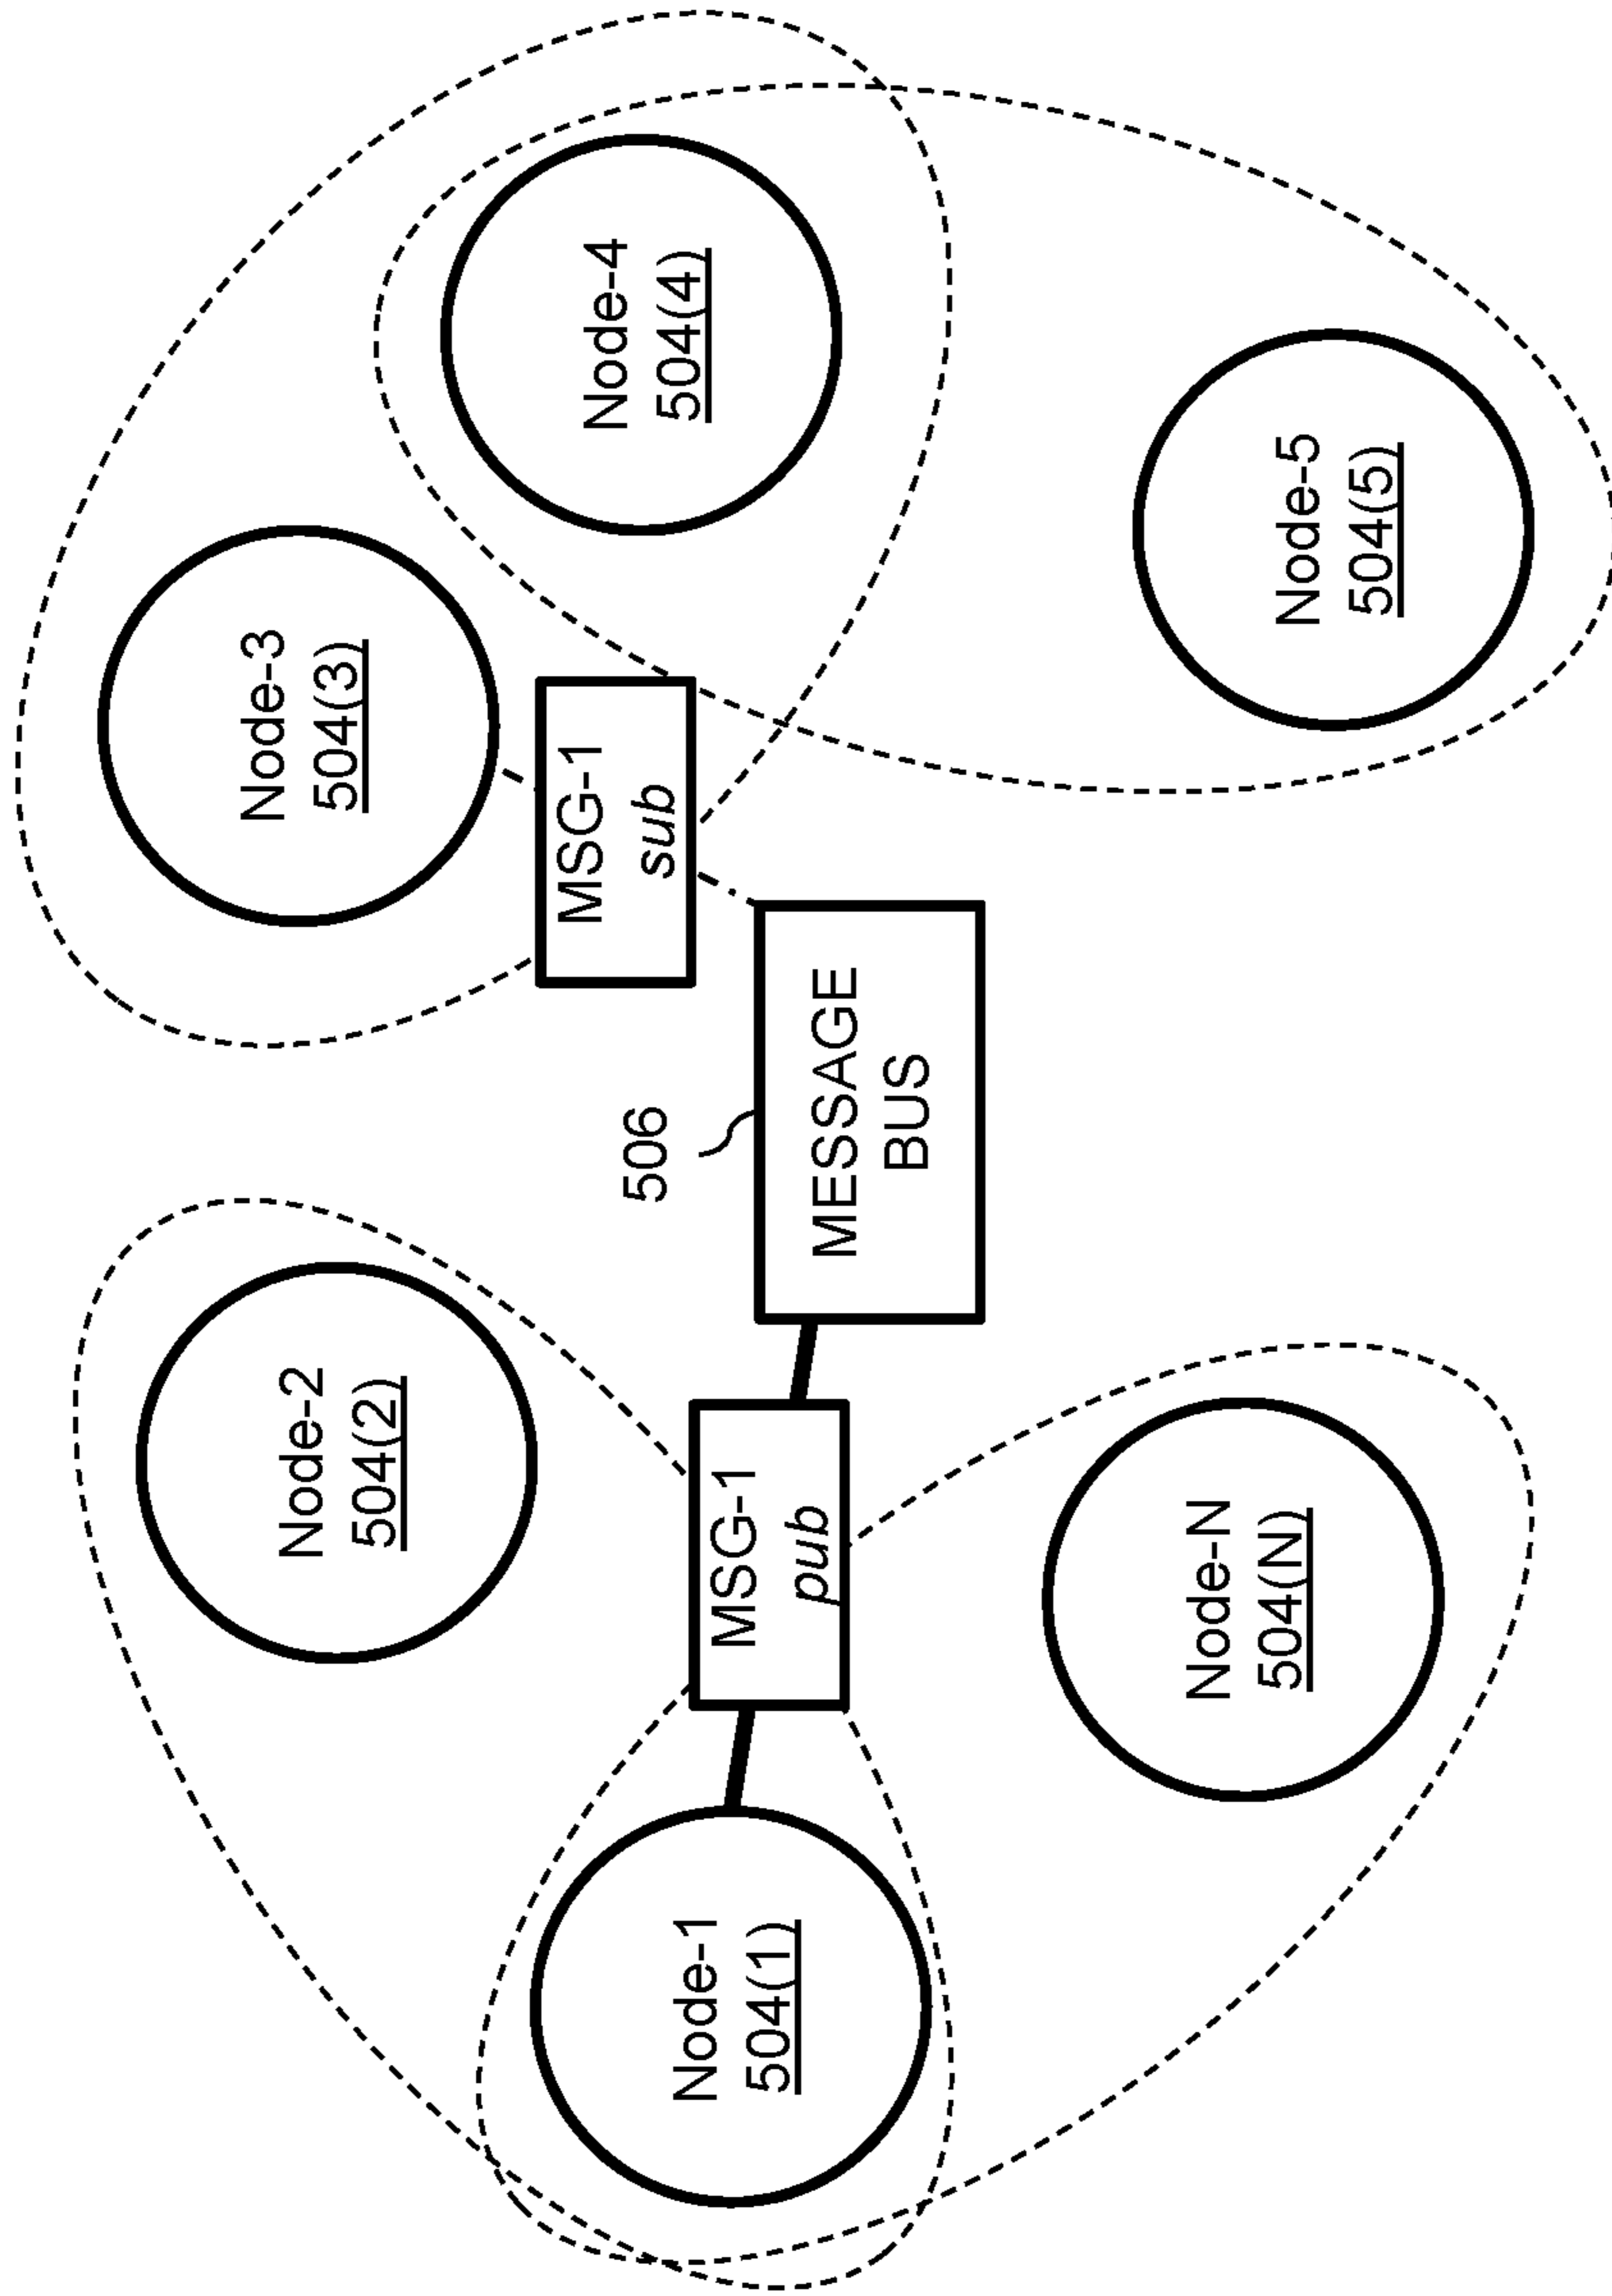 Node-1
504(1)
Node-2
504(2)
Node-3
504(3)
Node-4
504(4)
Node-5
504(5)
Node-N
504(N)
MSG-1
pub
MSG-1
sub
506
MESSAGE
BUS